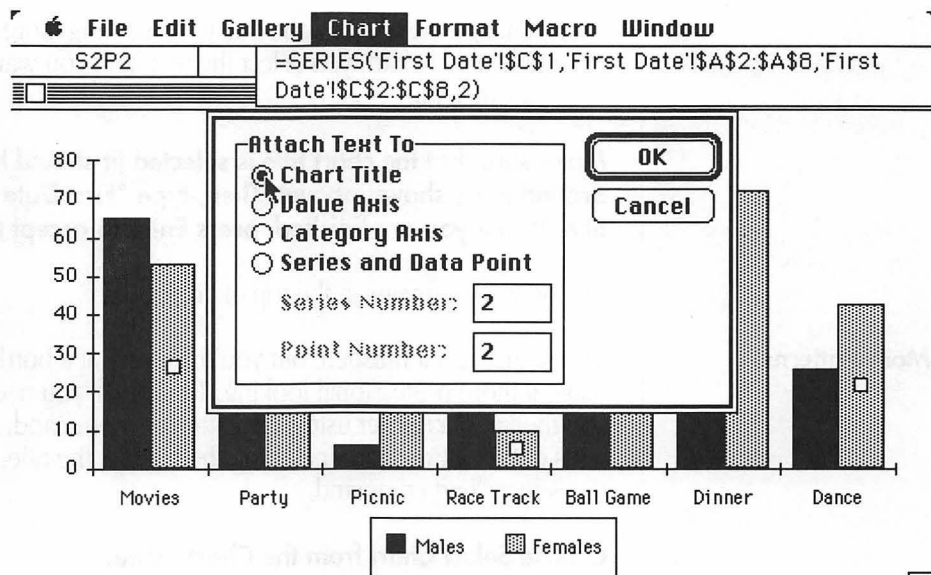 File Edit Gallery Chart Format Macro Window
S2P2
=SERIES('First Date'!$C$1,'First Date'!$A$2:$A$8,'First
Date'!$C$2:$C$8,2)
Attach Text To
Chart Title
Value Axis
Category Axis
Series and Data Point
Series Number: 2
Point Number: 2
OK
Cancel
80
70
60
50
40
30
20
10
0
Movies Party Picnic Race Track Ball Game Dinner Dance
Males Females